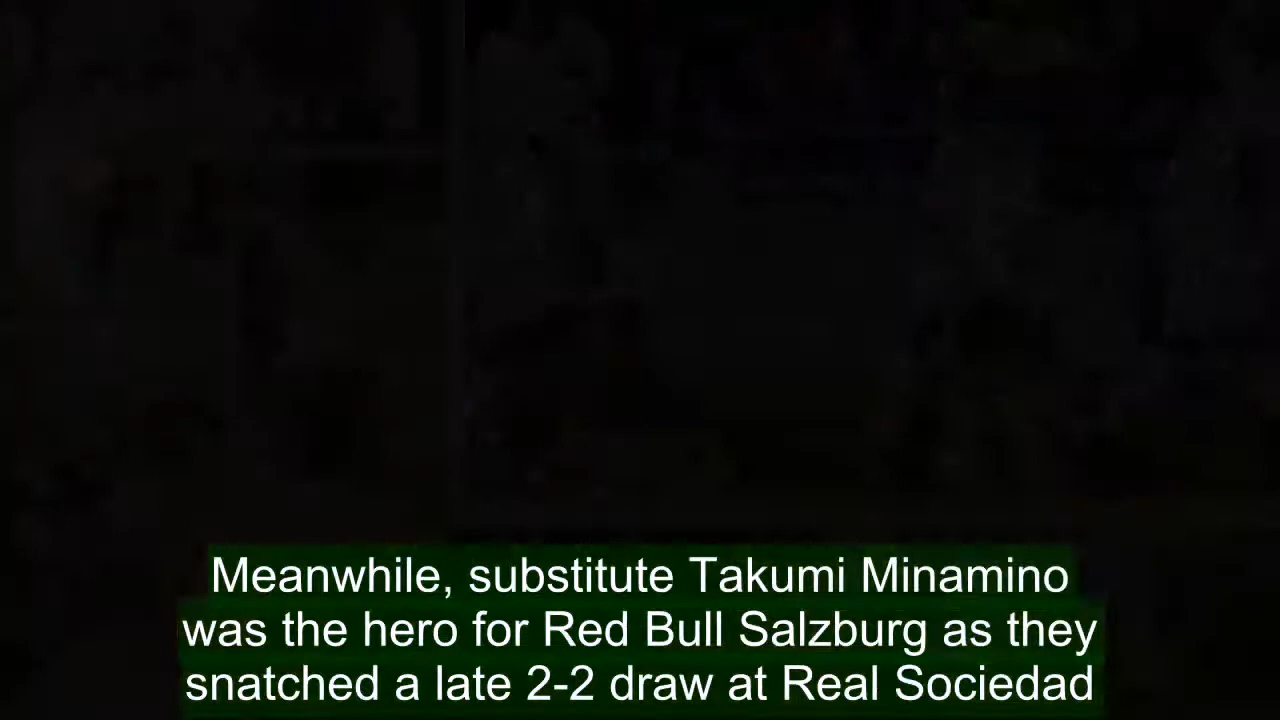 Meanwhile, substitute Takumi Minamino
was the hero for Red Bull Salzburg as they
snatched a late 2-2 draw at Real Sociedad